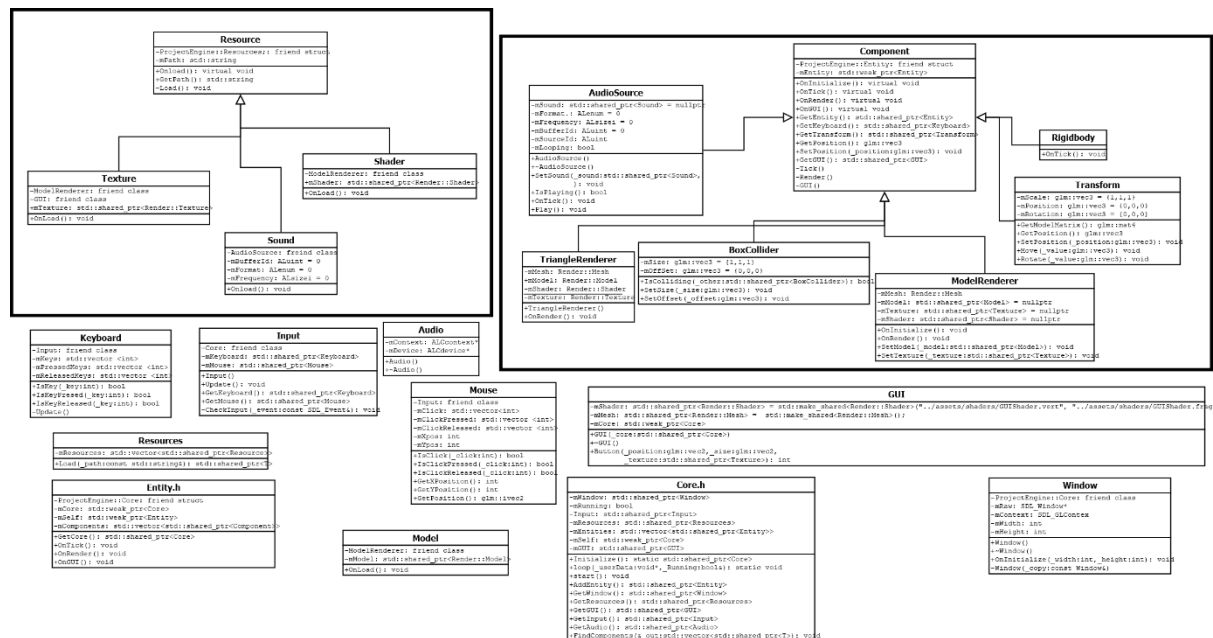 Resource
-ProjectEngine::Resources;: friend struct
-mPath: std::string
+Onload(): virtual void
+GetPath(): std::string
-Load(): void
Texture
-ModelRenderer: friend class
-GUI: friend class
+mTexture: std::shared_ptr<Render::Texture>
+OnLoad(): void
Shader
-ModelRenderer: friend class
+mShader: std::shared_ptr<Render::Shader>
+OnLoad(): void
Sound
-AudioSource: freind class
-mBufferId: ALuint = 0
-mFormat: ALenum = 0
-mFrequency: ALsizei = 0
+Onload(): void
Component
-ProjectEngine::Entity: friend struct
-mEntity: std::weak_ptr<Entity>
+OnInitialize(): virtual void
+OnTick(): virtual void
+OnRender(): virtual void
+OnGUI(): virtual void
+GetEntity(): std::shared_ptr<Entity>
+GetKeyboard(): std::shared_ptr<Keyboard>
+GetTransform(): std::shared_ptr<Transform>
+GetPosition(): glm::vec3
+SetPosition(_position:glm::vec3): void
+GetGUI(): std::shared_ptr<GUI>
-Tick()
-Render()
-GUI()
AudioSource
-mSound: std::shared_ptr<Sound> = nullptr
-mFormat.: ALenum = 0
-mFrequency: ALsizei = 0
-mBufferId: ALuint = 0
-mSourceId: ALuint
-mLooping: bool
+AudioSource()
+~AudioSource()
+SetSound(_sound:std::shared_ptr<Sound>,
): void
+IsPlaying(): bool
+OnTick(): void
+Play(): void
Rigidbody
+OnTick(): void
Transform
-mScale: glm::vec3 = (1,1,1)
-mPosition: glm::vec3 = (0,0,0)
-mRotation: glm::vec3 = (0,0,0)
+GetModelMatrix(): glm::mat4
+GetPosition(): glm::vec3
+SetPosition(_position:glm::vec3): void
+Move(_value:glm::vec3): void
+Rotate(_value:glm::vec3): void
TriangleRenderer
-mMesh: Render::Mesh
+mModel: Render::Model
-mShader: Render::Shader
-mTexture: Render::Texture
+TriangleRenderer()
+OnRender(): void
BoxCollider
-mSize: glm::vec3 = (1,1,1)
-mOffSet: glm::vec3 = (0,0,0)
+IsColliding(_other:std::shared_ptr<BoxCollider>): bool
+SetSize(_size:glm::vec3): void
+SetOffset(_offset:glm::vec3): void
ModelRenderer
-mMesh: Render::Mesh
-mModel: std::shared_ptr<Model> = nullptr
-mTexture: std::shared_ptr<Texture> = nullptr
-mShader: std::shared_ptr<Shader> = nullptr
+OnInitialize(): void
+OnRender(): void
+SetModel(_model:std::shared_ptr<Model>): void
+SetTexture(_texture:std::shared_ptr<Texture>): void
Keyboard
-Input: friend class
-mKeys: std::vector <int>
-mPressedKeys: std::vector <int>
-mReleasedKeys: std::vector <int>
+IsKey(_key:int): bool
+IsKeyPressed(_key:int): bool
+IsKeyReleased(_key:int): bool
-Update()
Input
-Core: friend class
-mKeyboard: std::shared_ptr<Keyboard>
+mMouse: std::shared_ptr<Mouse>
+Input()
+Update(): void
+GetKeyboard(): std::shared_ptr<Keyboard>
+GetMouse(): std::shared_ptr<Mouse>
-CheckInput(_event:const SDL_Event&): void
Audio
-mContext: ALCcontext*
-mDevice: ALCdevice*
+Audio()
+~Audio()
Mouse
-Input: friend class
-mClick: std::vector<int>
-mClickPressed: std::vector <int>
-mClickReleased: std::vector <int>
-mXpos: int
-mYpos: int
+IsClick(_click:int): bool
+IsClickPressed(_click:int): bool
+IsClickReleased(_click:int): bool
+GetXPosition(): int
+GetYPosition(): int
+GetPosition(): glm::ivec2
GUI
-mShader: std::shared_ptr<Render::Shader> = std::make_shared<Render::Shader>("../assets/shaders/GUIShader.vert", "../assets/shaders/GUIShader.frag
-mMesh: std::shared_ptr<Render::Mesh> = std::make_shared<Render::Mesh>();
-mCore: std::weak_ptr<Core>
+GUI(_core:std::shared_ptr<Core>)
+~GUI()
+Button(_position:glm::vec2,_size:glm::vec2,
_texture:std::shared_ptr<Texture>): int
Resources
-mResources: std::vector<std::shared_ptr<Resource>
+Load(_path:const std::string&): std::shared_ptr<T>
Entity.h
-ProjectEngine::Core: friend struct
-mCore: std::weak_ptr<Core>
-mSelf: std::weak_ptr<Entity>
-mComponents: std::vector<std::shared_ptr<Component>>
+GetCore(): std::shared_ptr<Core>
+OnTick(): void
+OnRender(): void
+OnGUI(): void
Model
-ModelRenderer: friend class
-mModel: std::shared_ptr<Render::Model>
+OnLoad(): void
Core.h
-mWindow: std::shared_ptr<Window>
-mRunning: bool
-Input: std::shared_ptr<Input>
-mResources: std::shared_ptr<Resources>
-mEntities: std::vector<std::shared_ptr<Entity>>
-mSelf: std::weak_ptr<Core>
-mGUI: std::shared_ptr<GUI>
+Initialize(): static std::shared_ptr<Core>
+loop(_userData:void*,_Running:bool&): static void
+start(): void
+AddEntity(): std::shared_ptr<Entity>
+GetWindow(): std::shared_ptr<Window>
+GetResources(): std::shared_ptr<Resources>
+GetGUI(): std::shared_ptr<GUI>
+GetInput(): std::shared_ptr<Input>
+GetAudio(): std::shared_ptr<Audio>
+FindComponents(&_out:std::vector<std::shared_ptr<T>): void
Window
-ProjectEngine::Core: friend class
-mRaw: SDL_Window*
-mContext: SDL_GLContex
-mWidth: int
-mHeight: int
+Window()
+~Window()
+OnInitialize(_width:int,_height:int): void
-Window(_copy:const Window&)